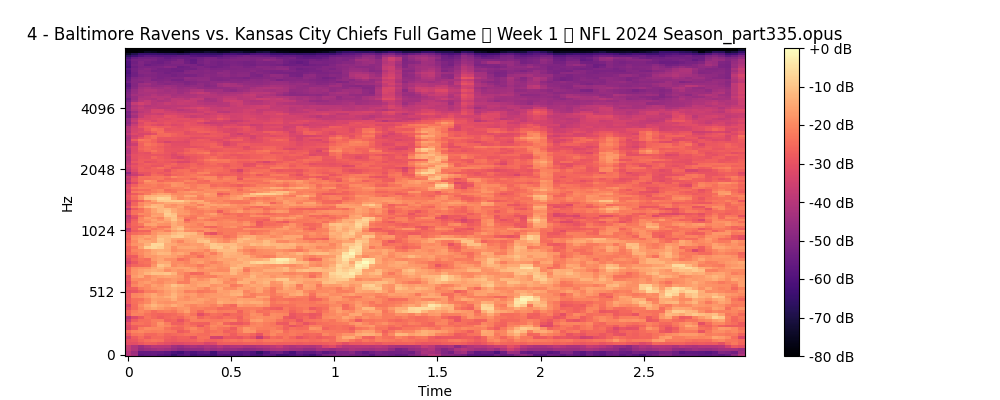 4 - Baltimore Ravens vs. Kansas City Chiefs Full Game ▯ Week 1 ▯ NFL 2024 Season_part335.opus
+0 dB
-10 dB
-20 dB
-30 dB
-40 dB
-50 dB
-60 dB
-70 dB
-80 dB
4096
2048
1024
512
0
Hz
0
0.5
1
1.5
2
2.5
Time